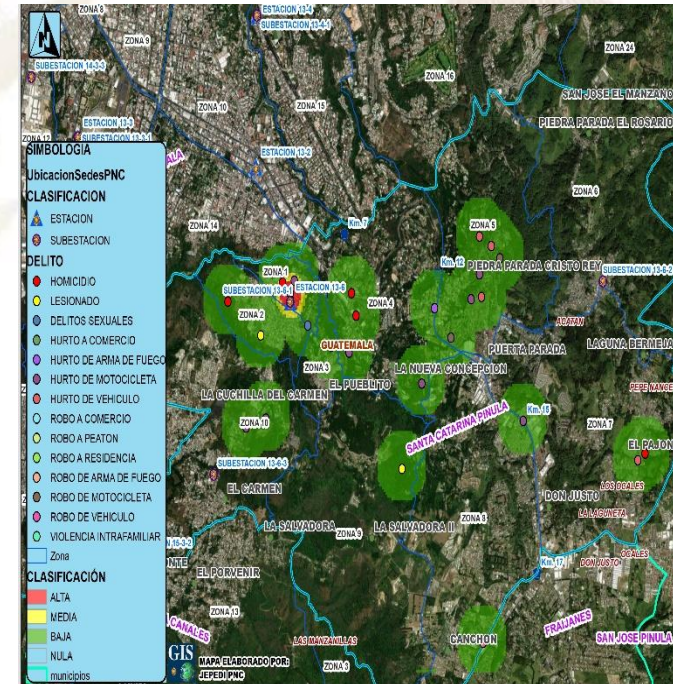 ZONA 8
ESTACION 13-4
SUBESTACION 13-4-1
ZONA 9
ZONA 24
SUBESTACION 14-3-3
ZONA 16
ZONA 10
ZONA 15
SAN JOSE EL MANZANO
ESTACION 13-3
SUBESTACION 13-3-1
PIEDRA PARADA EL ROSARIO
ESTACION 13-2
ZONA 6
ZONA 14
ZONA 5
Km. 7
Km. 12
PIEDRA PARADA CRISTO REY
ZONA 1
SUBESTACION 13-6-2
SUBESTACION 13-6-1
ESTACION 13-6
ZONA 4
ZONA 2
ACATAN
PUERTA PARADA
GUATEMALA
LAGUNA BERMEJA
ZONA 3
LA NUEVA CONCEPCION
EL PUEBLITO
PEPE NANCE
LA CUCHILLA DEL CARMEN
Km. 16
ZONA 10
ZONA 7
SANTA CATARINA PINULA
EL PAJON
SUBESTACION 13-6-3
EL CARMEN
LOS OCALES
DON JUSTO
LA LAGUNETA
LA SALVADORA
LA SALVADORA II
ZONA 8
ZONA 9
OCALES
DON JUSTO
Km. 17
EL PORVENIR
ZONA 13
FRAIJANES
CANALES
LAS MANZANILLAS
CANCHON
SAN JOSE PINULA
ZONA 3
SIMBOLOGIA
UbicacionSedesPNC
CLASIFICACION
ESTACION
SUBESTACION
DELITO
HOMICIDIO
LESIONADO
DELITOS SEXUALES
HURTO A COMERCIO
HURTO DE ARMA DE FUEGO
HURTO DE MOTOCICLETA
HURTO DE VEHICULO
ROBO A COMERCIO
ROBO A PEATON
ROBO A RESIDENCIA
ROBO DE ARMA DE FUEGO
ROBO DE MOTOCICLETA
ROBO DE VEHICULO
VIOLENCIA INTRAFAMILIAR
Zona
CLASIFICACIÓN
ALTA
MEDIA
BAJA
NULA
municipios
GIS
MAPA ELABORADO POR:
JEPEDI PNC